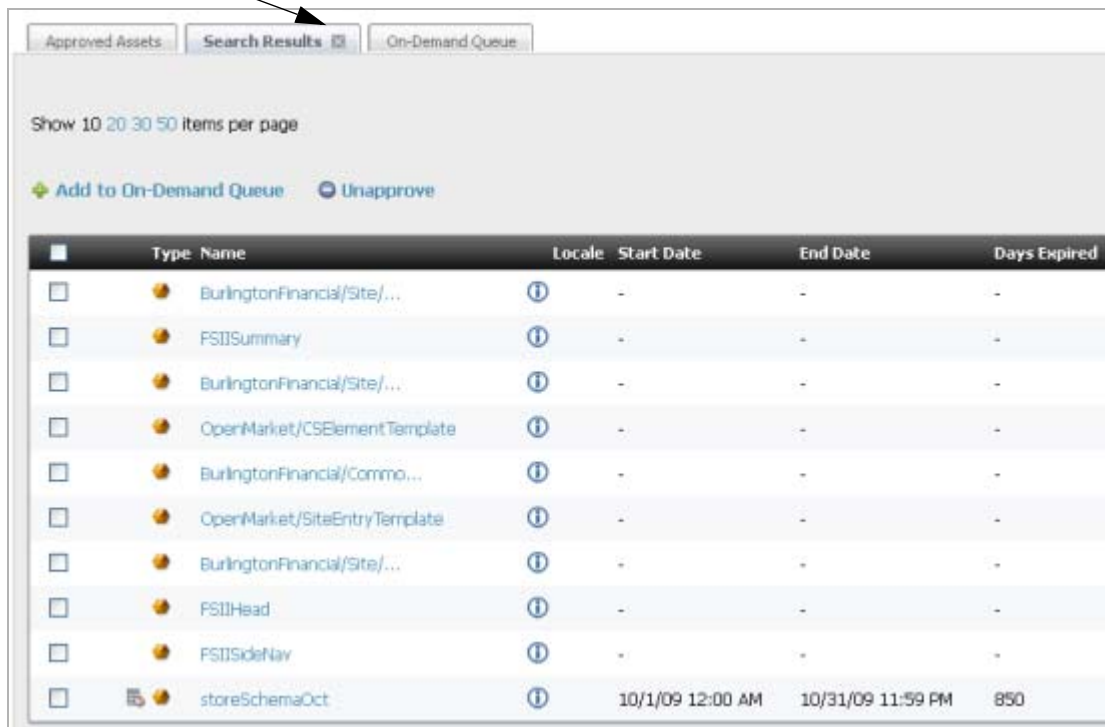 Approved Assets Search Results On-Demand Queue
Show 10 20 30 50 items per page
Add to On-Demand Queue Unapprove
Type Name Locale Start Date End Date Days Expired
BurlingtonFinancial/Site/... - - -
FSIISummary - - -
BurlingtonFinancial/Site/... - - -
OpenMarket/CSElementTemplate - - -
BurlingtonFinancial/Commo... - - -
OpenMarket/SiteEntryTemplate - - -
BurlingtonFinancial/Site/... - - -
FSIIHead - - -
FSIISideNav - - -
storeSchemaOct 10/1/09 12:00 AM 10/31/09 11:59 PM 850